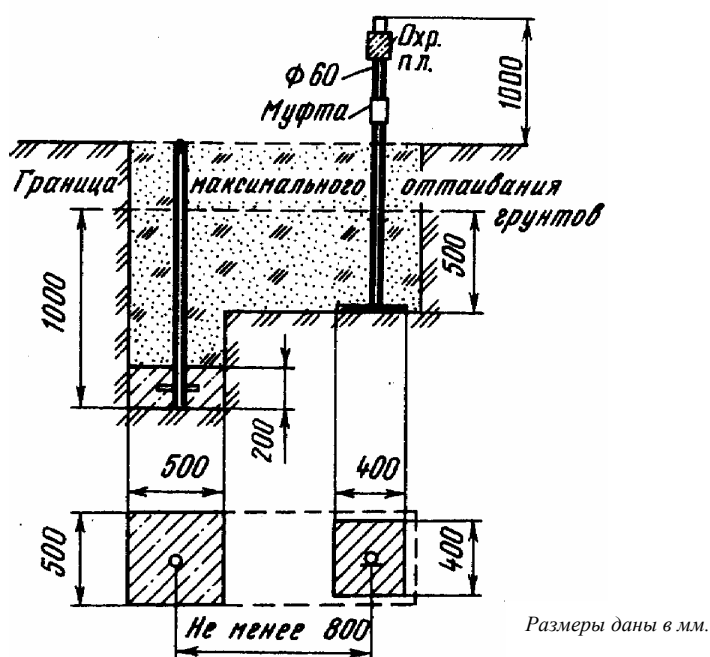 Охр.
пл.
Ф 60
Муфта
1000
Граница максимального оттаивания
грунтов
1000
500
200
500
400
500
400
Не менее 800
Размеры даны в мм.